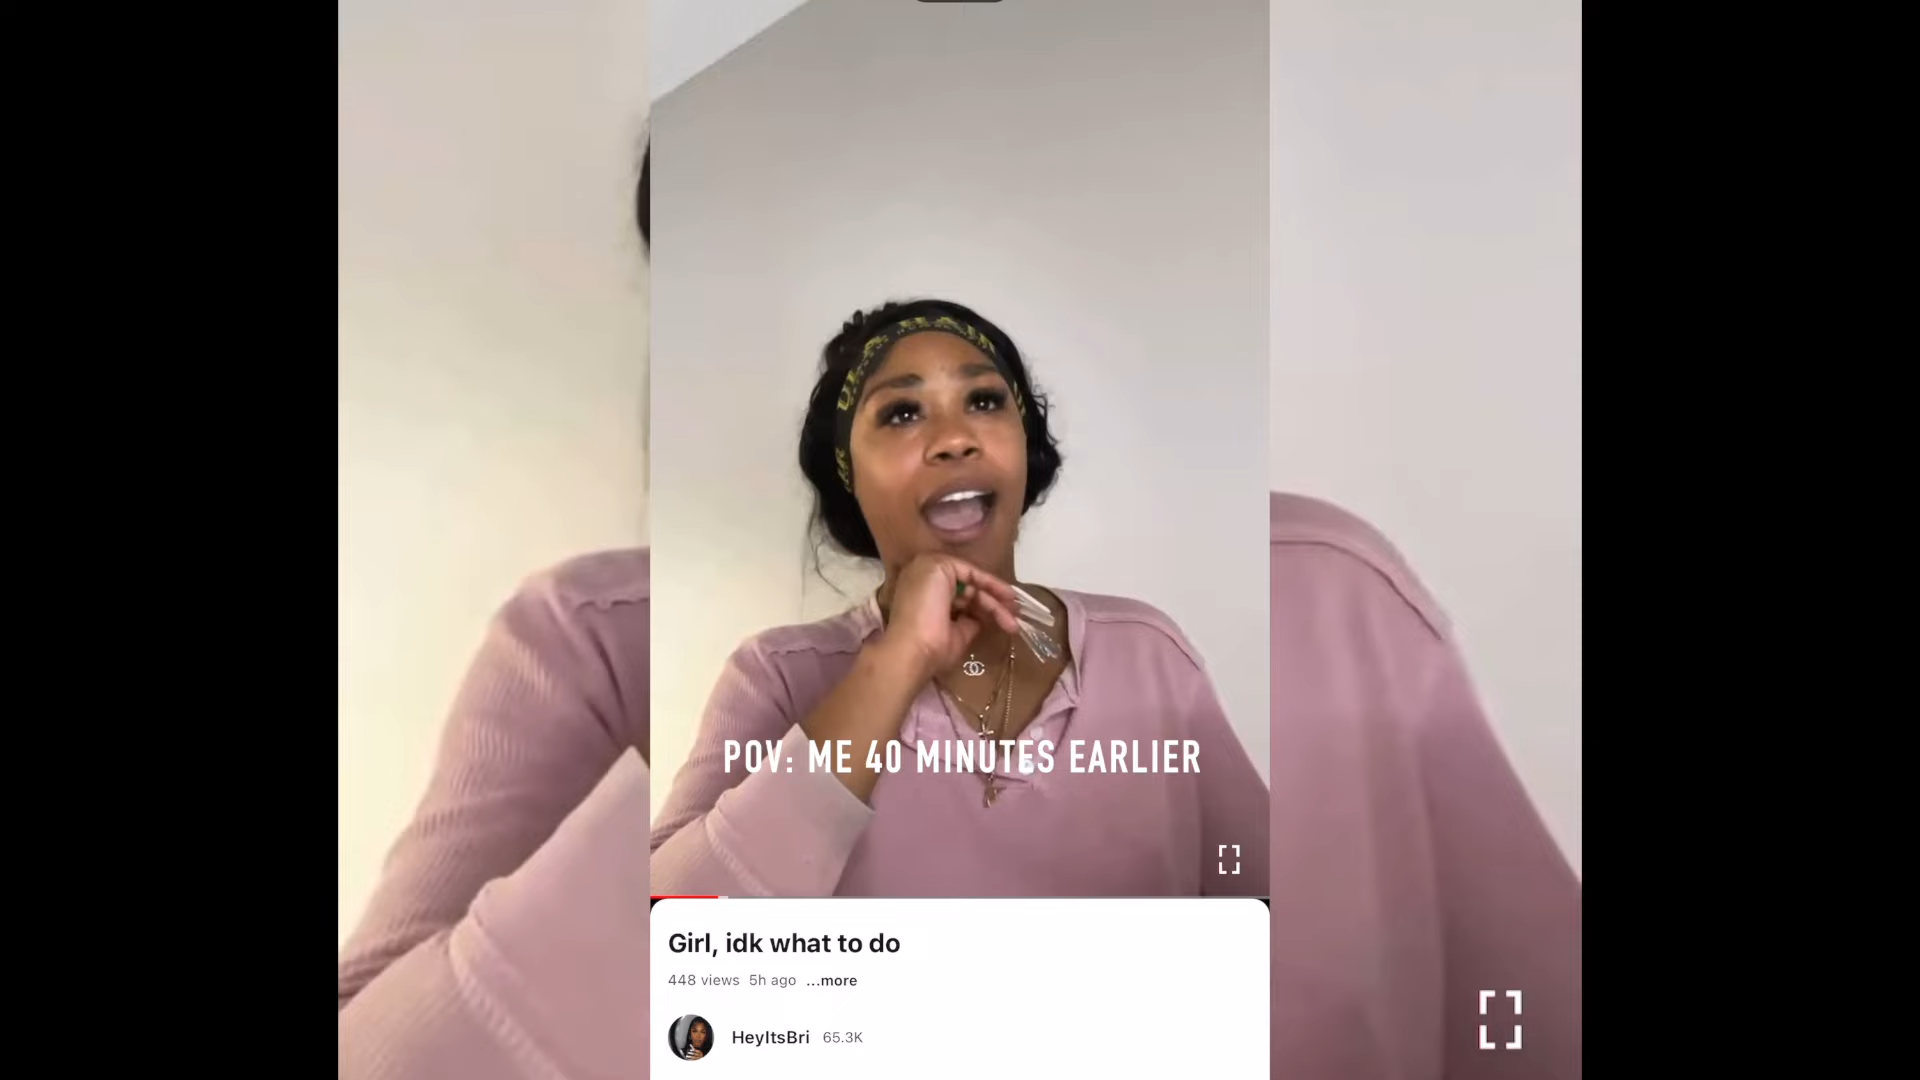 POV: ME 40 MINUTES EARLIER
Girl, idk what to do
448 views 5h ago ...more
HeyItsBri 65.3K